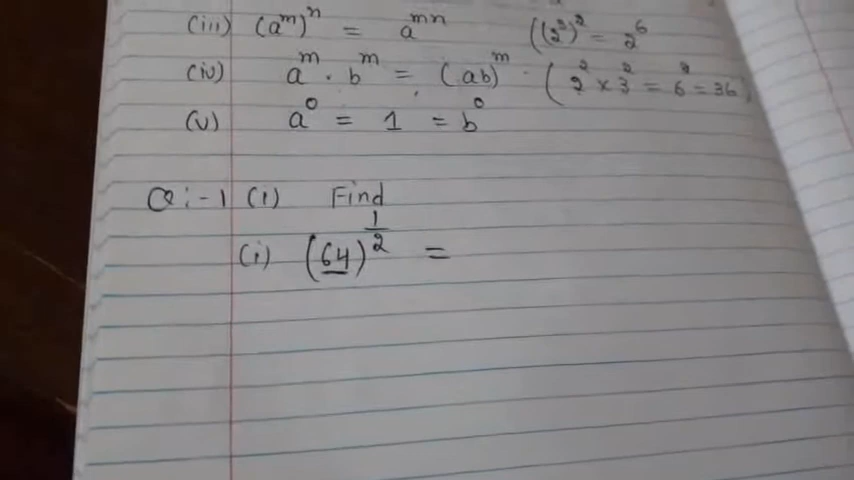 (iii) (a^m)^n = a^mn ((2^3)^2 = 2^6
(iv) a^m · b^m = (ab)^m · (2^2 × 3^2 = 6^2 = 36)
(v) a^0 = 1 = b^0
Q:-1 (i) Find
(i) (64)^1/2 =